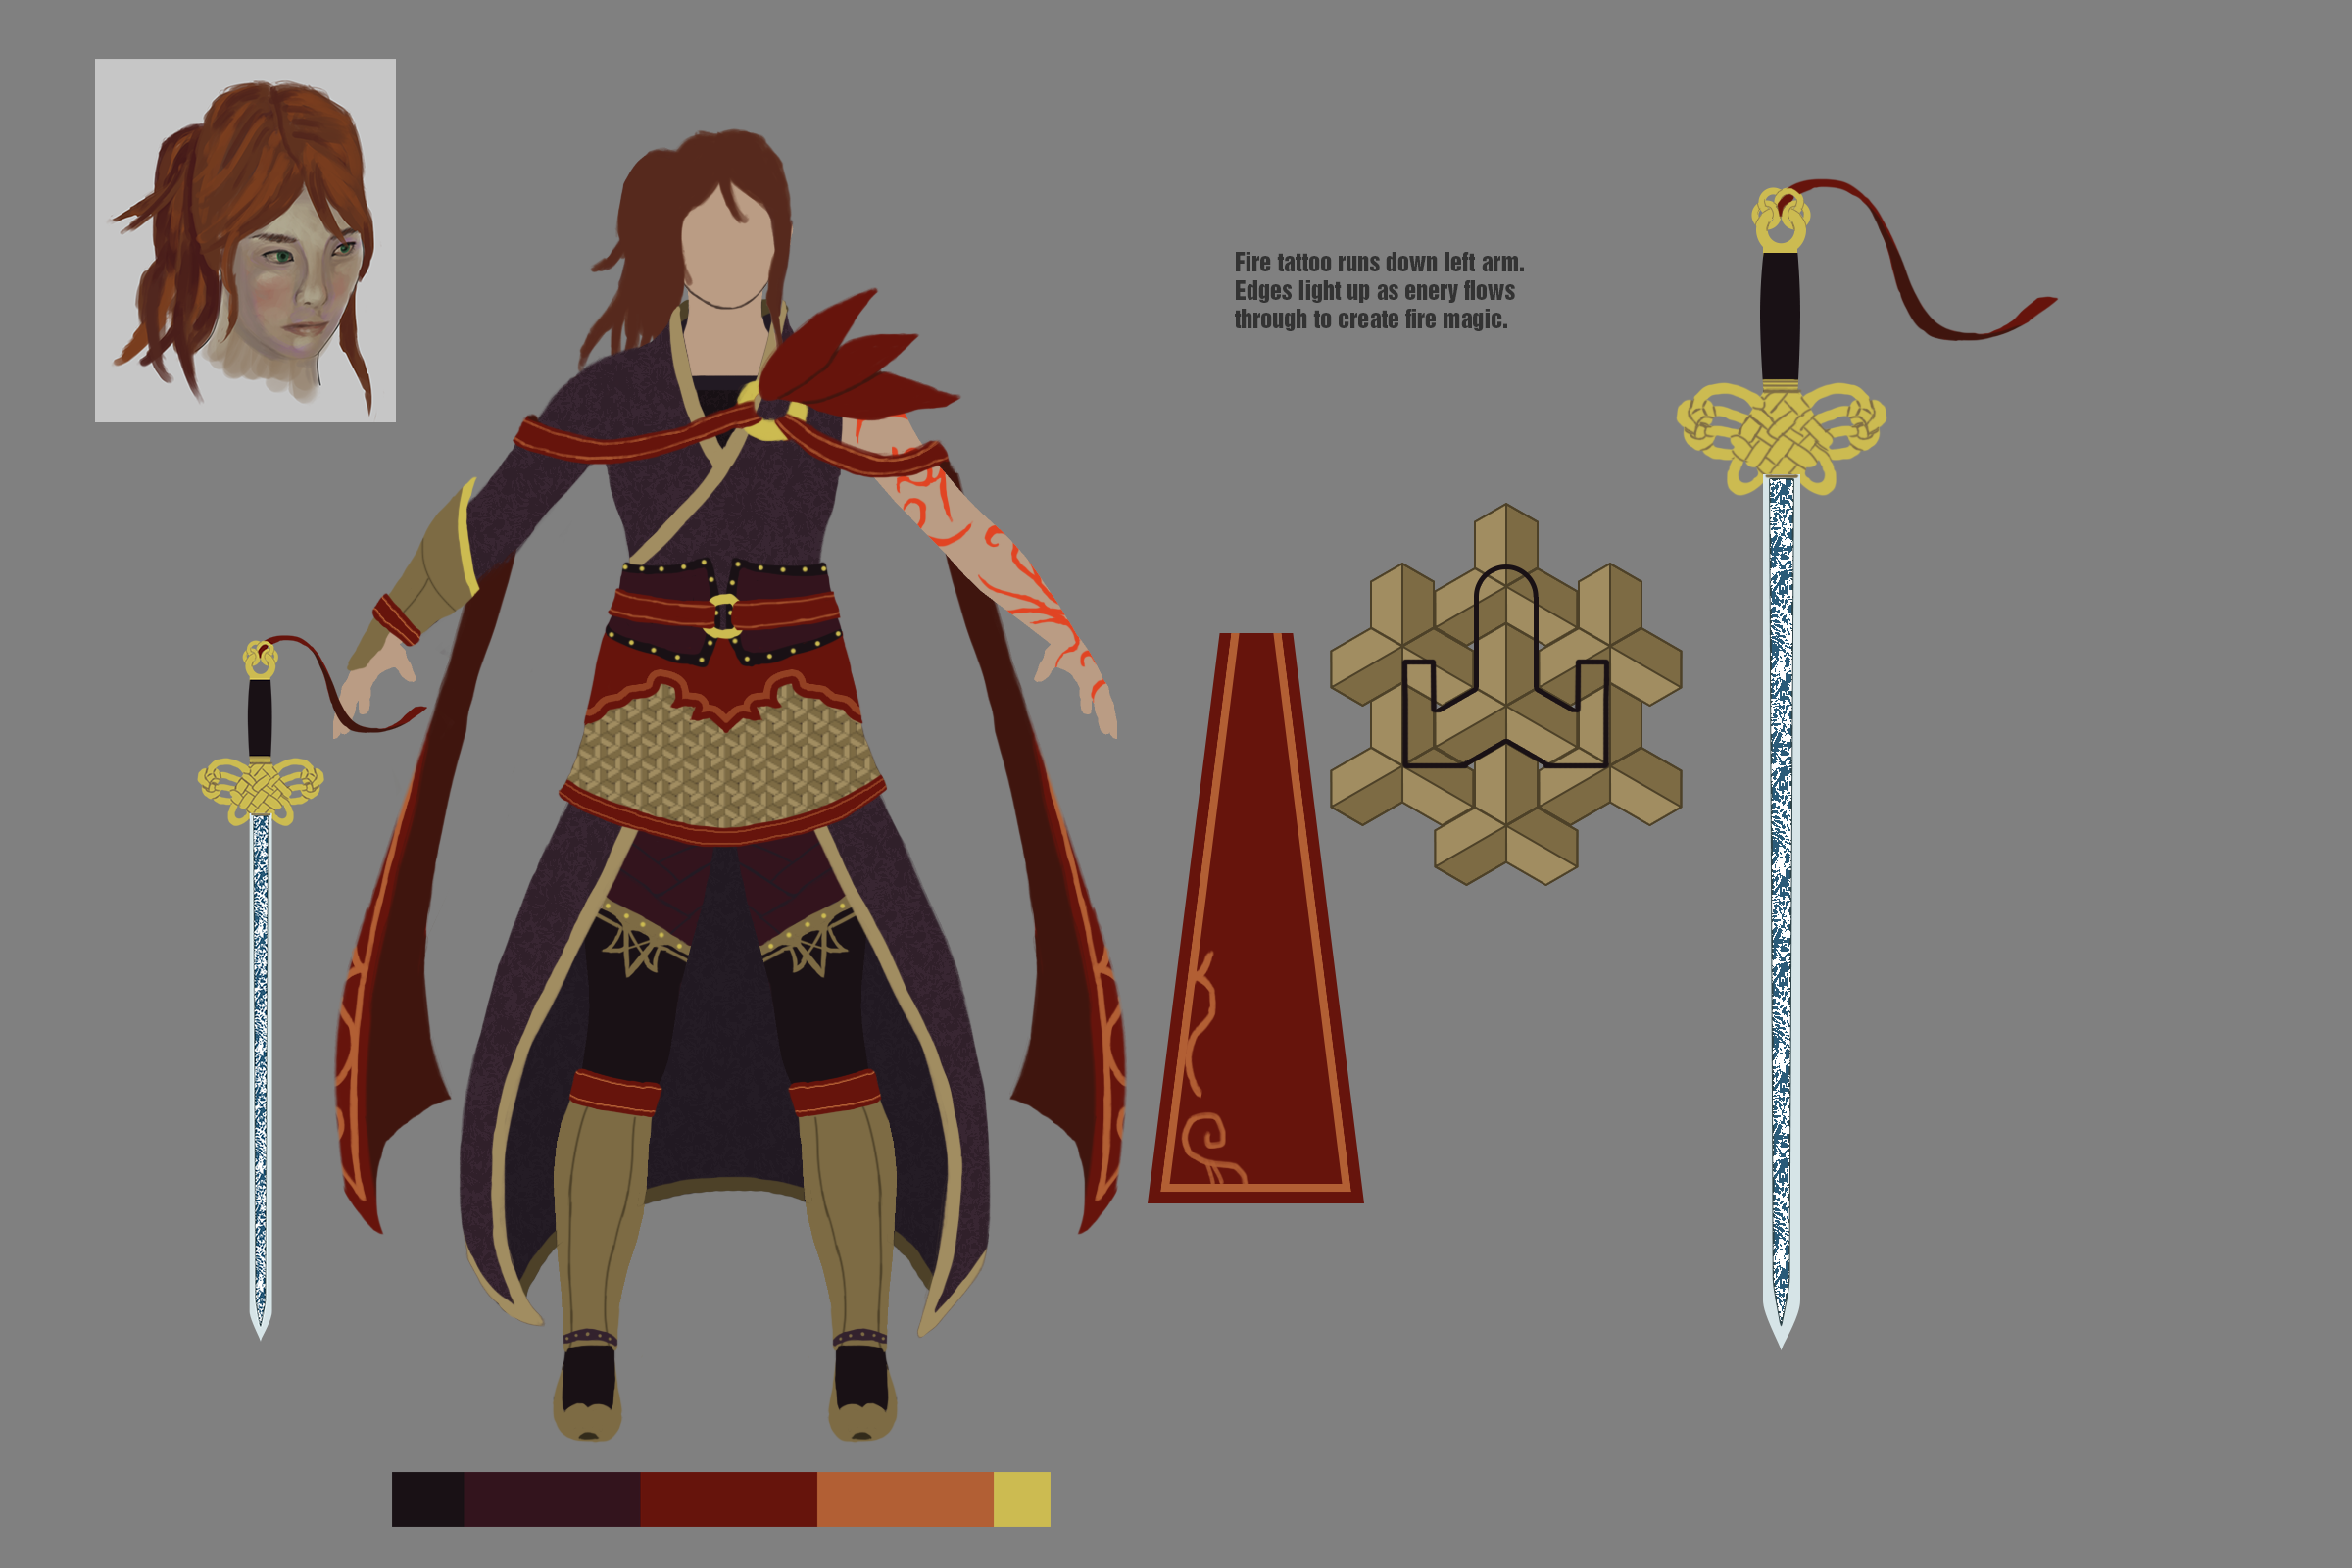 Fire tattoo runs down left arm.
Edges light up as enery flows
through to create fire magic.